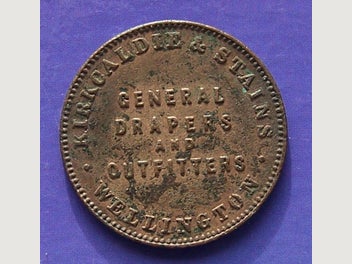 KIRKCALDIE & STAINS
GENERAL
DRAPERS
AND
OUTFITTERS
WELLINGTON